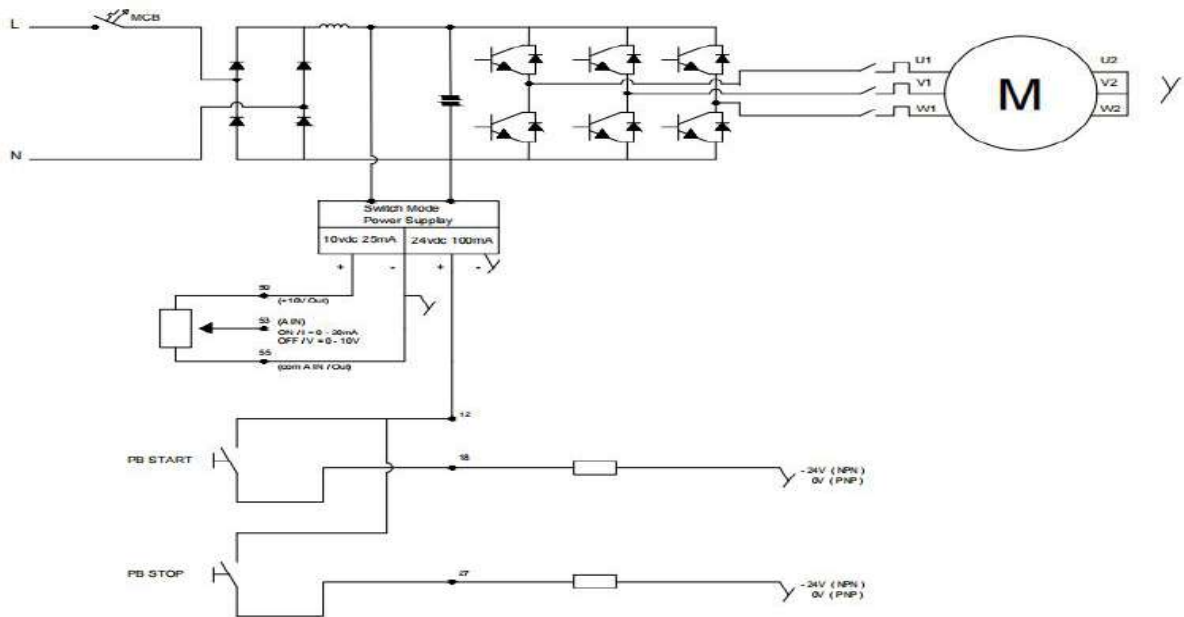 L
MCB
N
U1
V1
W1
M
U2
V2
W2
Switch Mode
Power Supplay
10vdc 25mA
24vdc 100mA
+ - + -
50
(+10V Out)
53 (A IN)
ON / I = 0 - 20mA
OFF / V = 0 - 10V
55
(com A IN / Out)
12
PB START
18
-24V ( NPN )
0V ( PNP )
PB STOP
27
-24V ( NPN )
0V ( PNP )